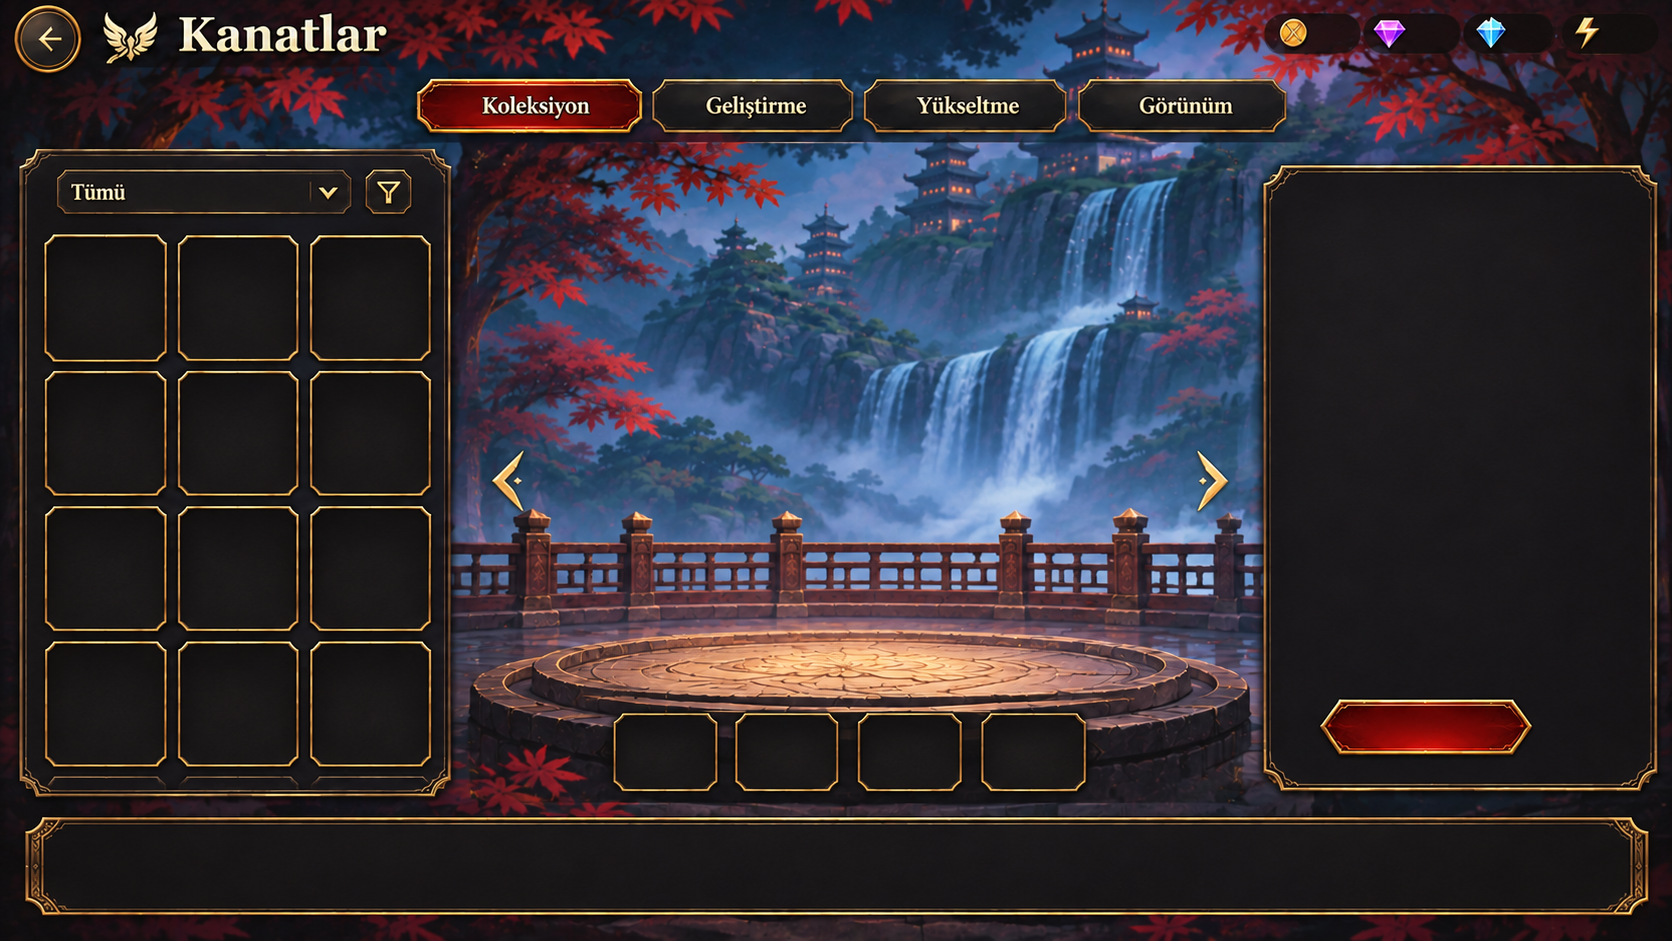 Kanatlar
Koleksiyon
Geliştirme
Yükseltme
Görünüm
Tümü